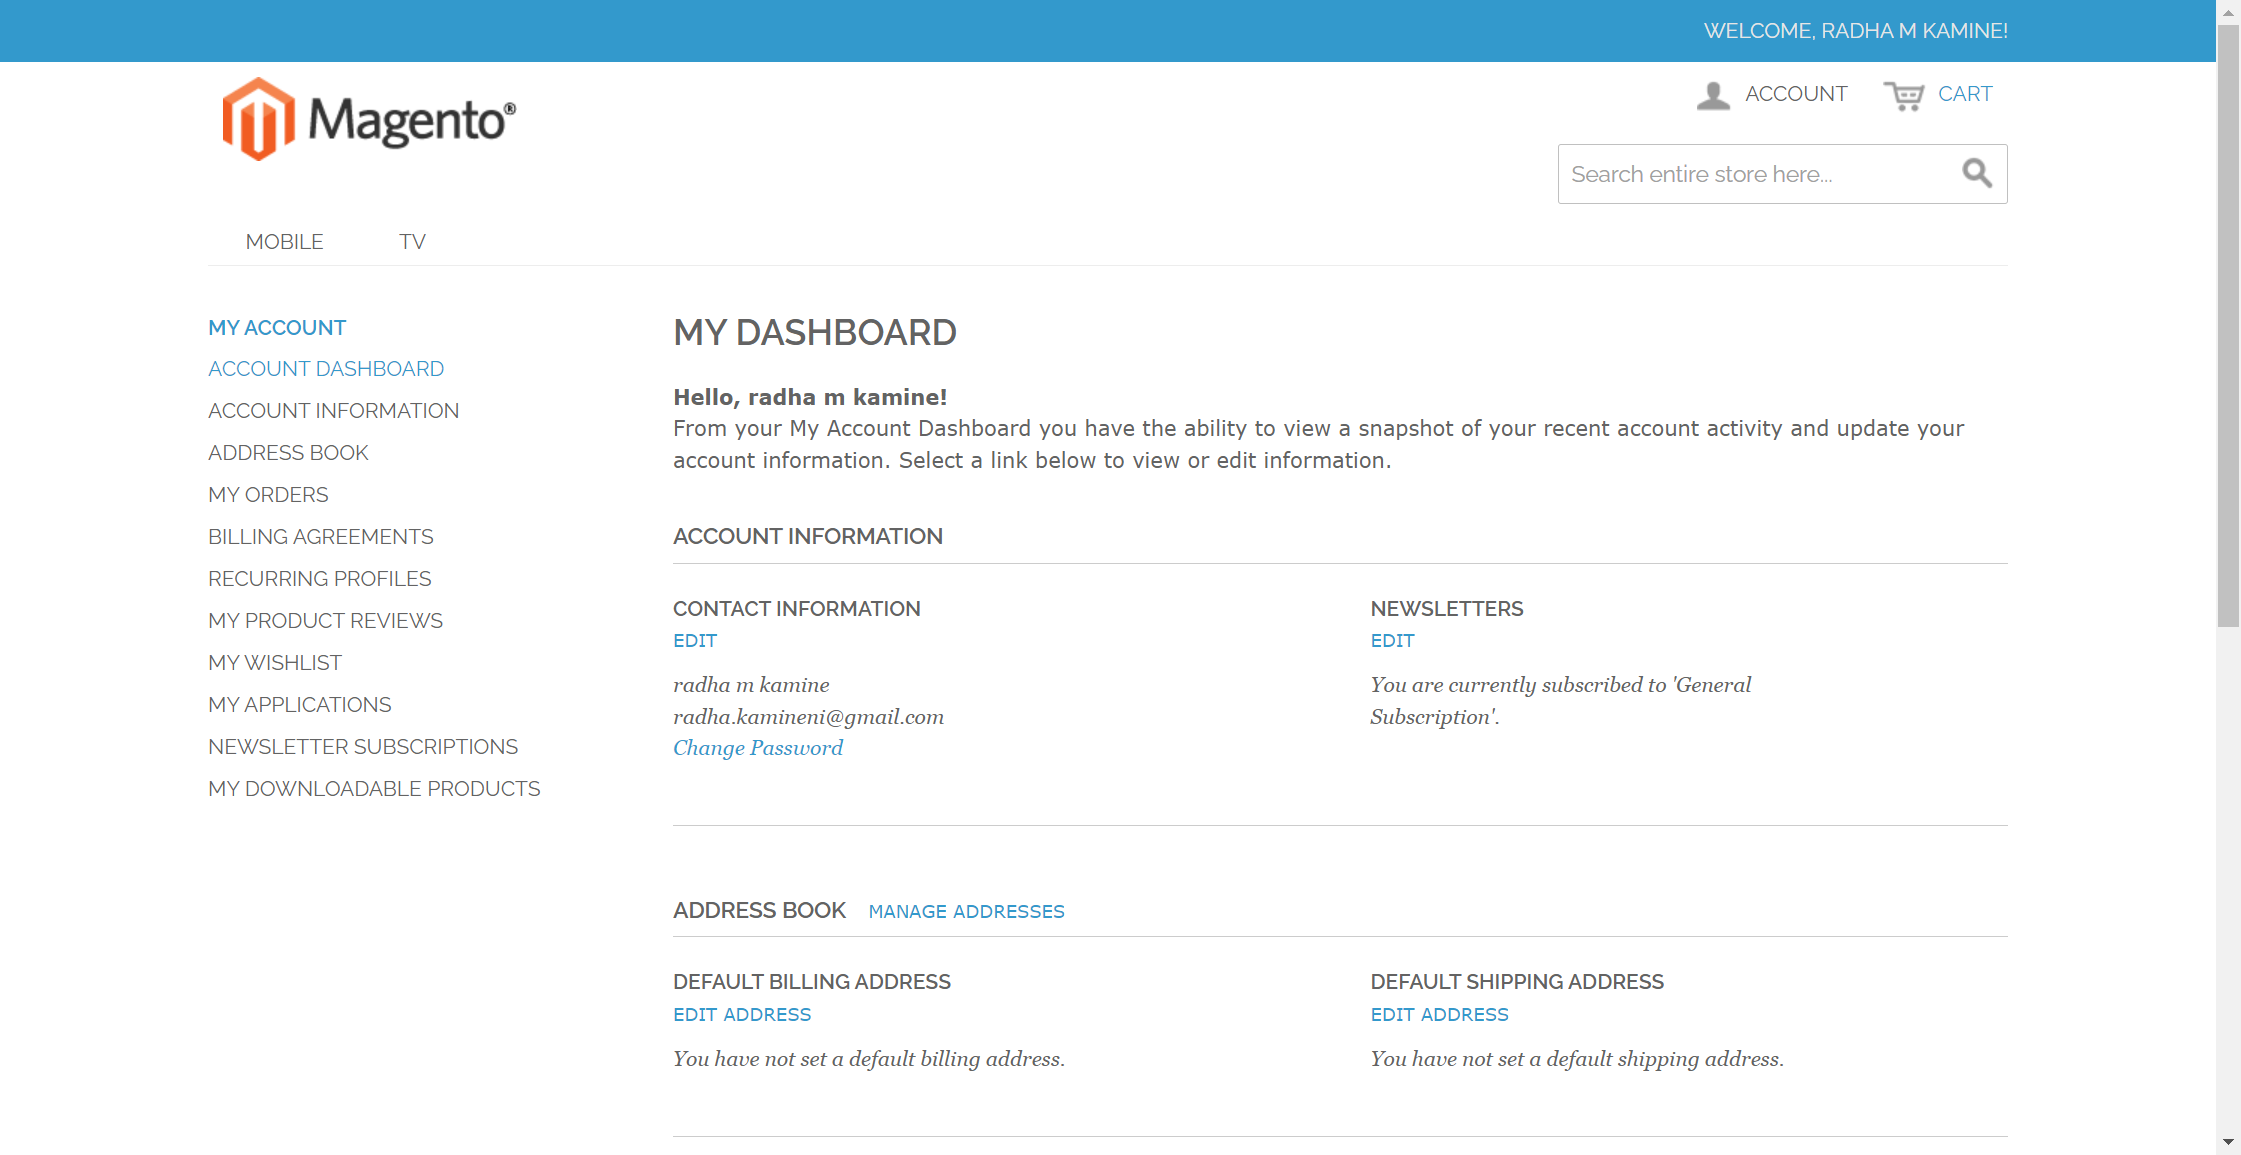 WELCOME, RADHA M KAMINE!
Magento®
ACCOUNT
CART
Search entire store here...
MOBILE
TV
MY ACCOUNT
ACCOUNT DASHBOARD
ACCOUNT INFORMATION
ADDRESS BOOK
MY ORDERS
BILLING AGREEMENTS
RECURRING PROFILES
MY PRODUCT REVIEWS
MY WISHLIST
MY APPLICATIONS
NEWSLETTER SUBSCRIPTIONS
MY DOWNLOADABLE PRODUCTS
MY DASHBOARD
Hello, radha m kamine!
From your My Account Dashboard you have the ability to view a snapshot of your recent account activity and update your
account information. Select a link below to view or edit information.
ACCOUNT INFORMATION
CONTACT INFORMATION
EDIT
radha m kamine
radha.kamineni@gmail.com
Change Password
NEWSLETTERS
EDIT
You are currently subscribed to 'General
Subscription'.
ADDRESS BOOK MANAGE ADDRESSES
DEFAULT BILLING ADDRESS
EDIT ADDRESS
You have not set a default billing address.
DEFAULT SHIPPING ADDRESS
EDIT ADDRESS
You have not set a default shipping address.